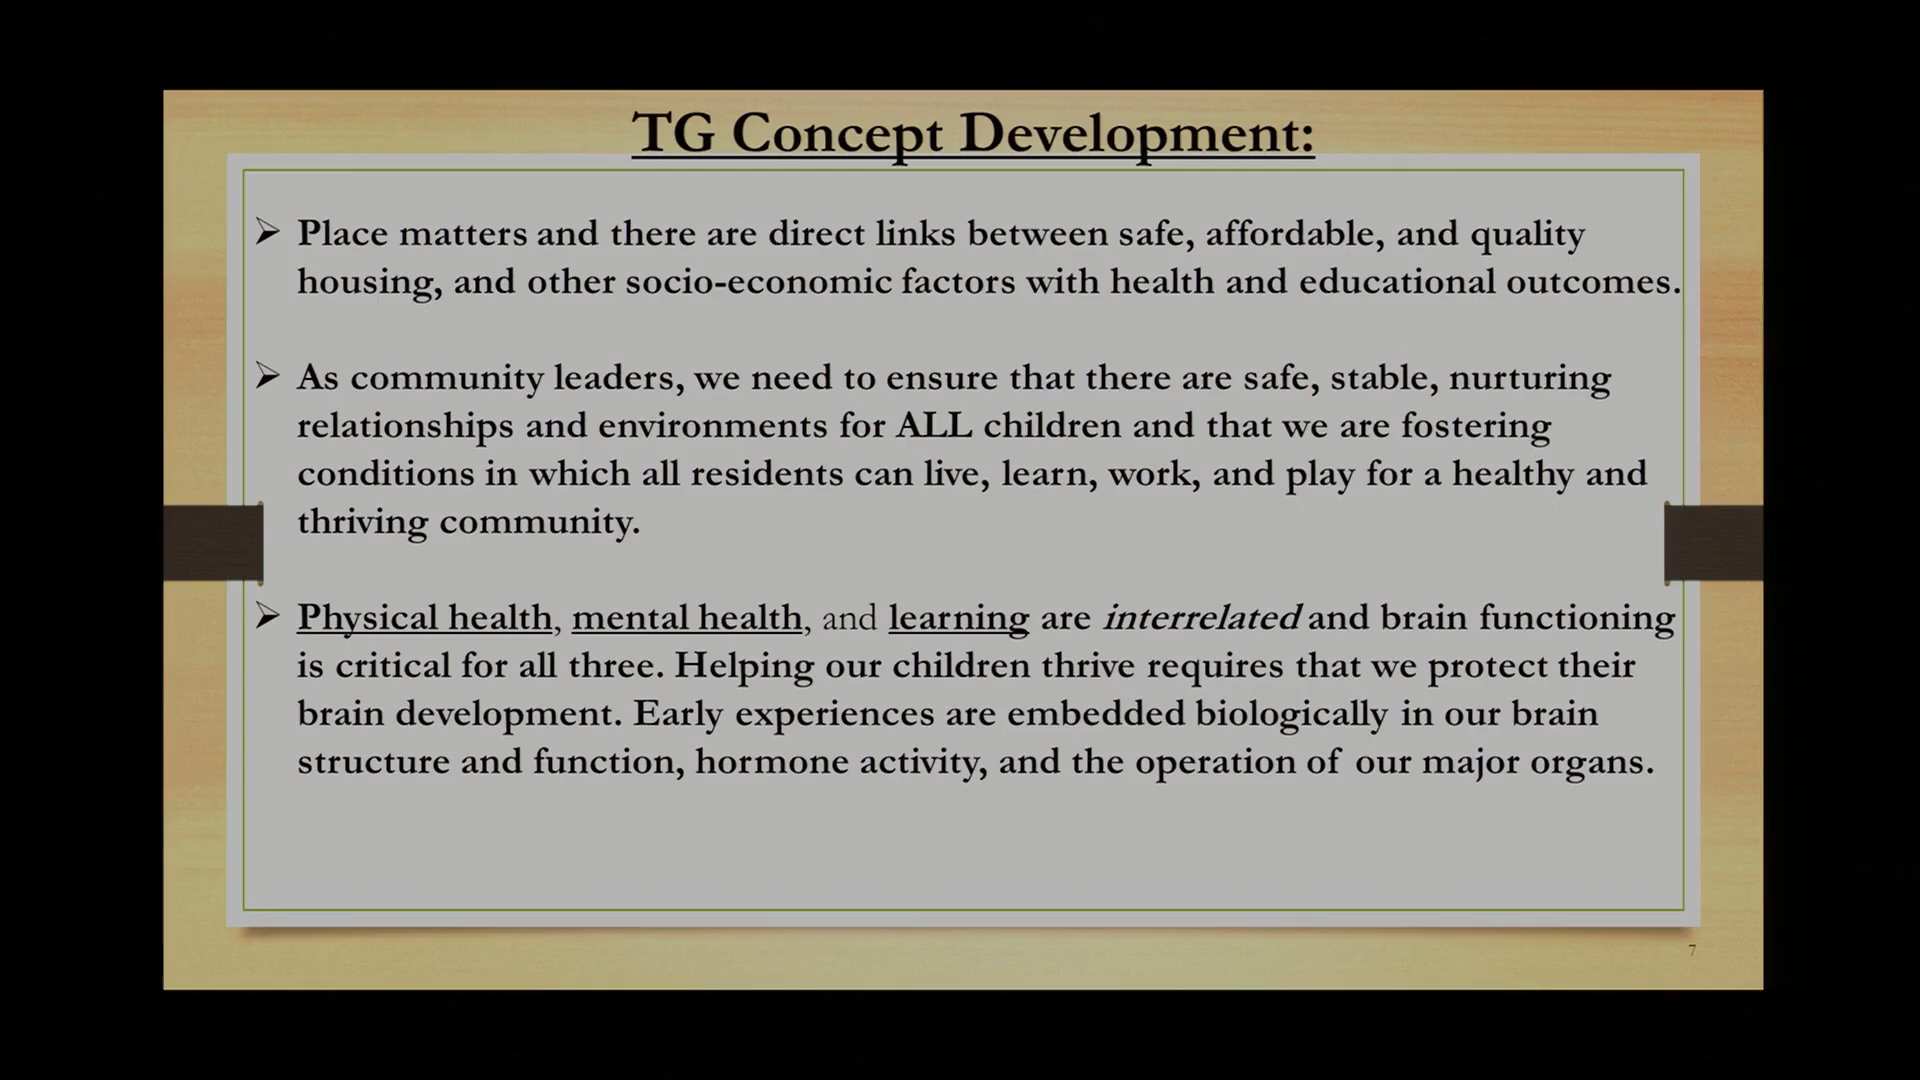 TG Concept Development:
➢ Place matters and there are direct links between safe, affordable, and quality
housing, and other socio-economic factors with health and educational outcomes.
➢ As community leaders, we need to ensure that there are safe, stable, nurturing
relationships and environments for ALL children and that we are fostering
conditions in which all residents can live, learn, work, and play for a healthy and
thriving community.
➢ Physical health, mental health, and learning are interrelated and brain functioning
is critical for all three. Helping our children thrive requires that we protect their
brain development. Early experiences are embedded biologically in our brain
structure and function, hormone activity, and the operation of our major organs.
7